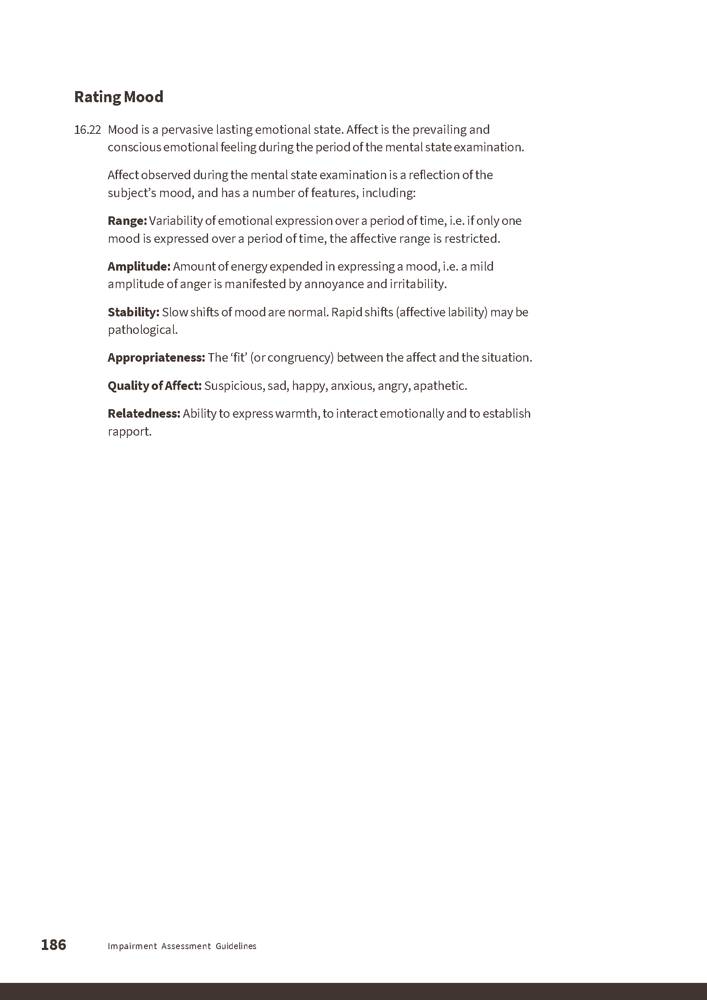 Rating Mood
16.22 Mood is a pervasive lasting emotional state. Affect is the prevailing and
conscious emotional feeling during the period of the mental state examination.
Affect observed during the mental state examination is a reflection of the
subject’s mood, and has a number of features, including:
Range: Variability of emotional expression over a period of time, i.e. if only one
mood is expressed over a period of time, the affective range is restricted.
Amplitude: Amount of energy expended in expressing a mood, i.e. a mild
amplitude of anger is manifested by annoyance and irritability.
Stability: Slow shifts of mood are normal. Rapid shifts (affective lability) may be
pathological.
Appropriateness: The ‘fit’ (or congruency) between the affect and the situation.
Quality of Affect: Suspicious, sad, happy, anxious, angry, apathetic.
Relatedness: Ability to express warmth, to interact emotionally and to establish
rapport.
186 Impairment Assessment Guidelines